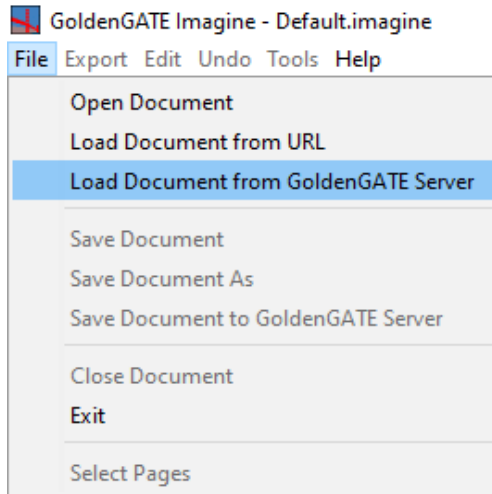 GoldenGATE Imagine - Default.imagine
File Export Edit Undo Tools Help
Open Document
Load Document from URL
Load Document from GoldenGATE Server
Save Document
Save Document As
Save Document to GoldenGATE Server
Close Document
Exit
Select Pages